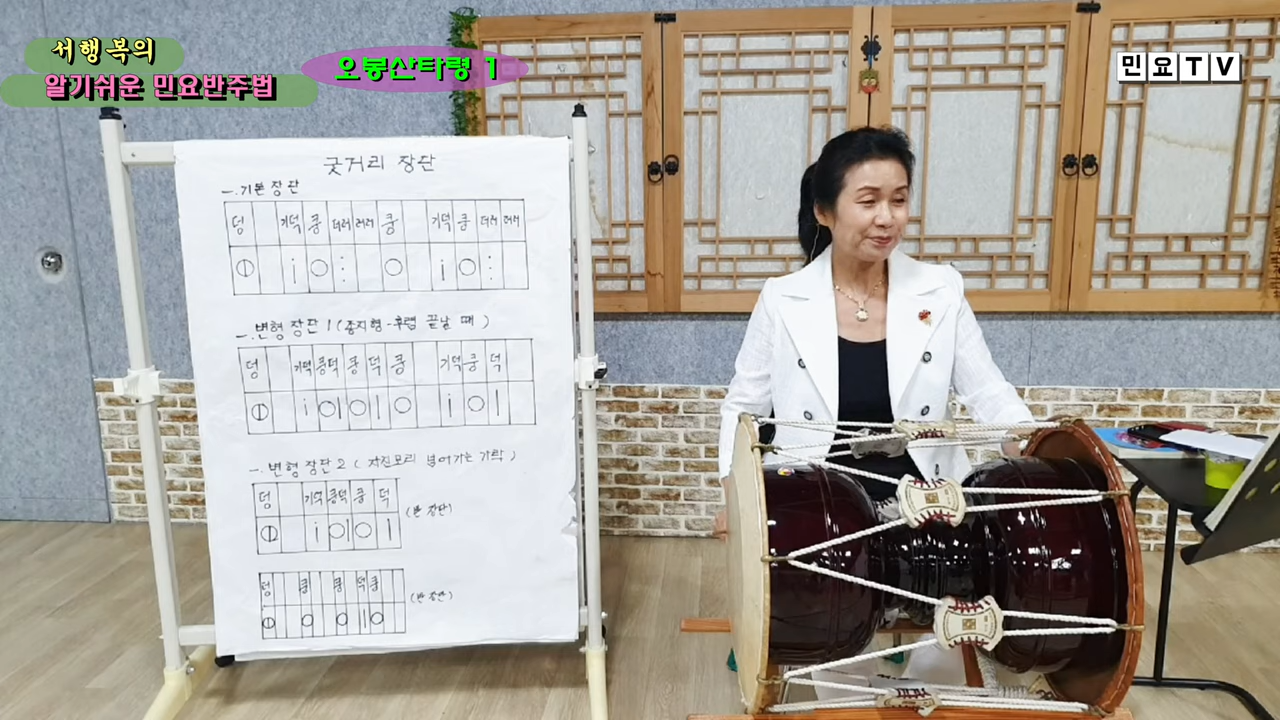 서행복의
알기쉬운 민요반주법
오봉산타령 1
민요TV
굿거리 장단
一. 기본 장단
덩 기덕 쿵 더러 러러 쿵 기덕 쿵 더러 러러
一. 변형 장단 1 (종지형 - 후렴 끝날 때)
덩 기덕 쿵덕 쿵 덕 쿵 기덕 쿵 덕
一. 변형 장단 2 ( 자진모리 넘어가는 가락 )
덩 기덕 쿵덕 쿵 덕
(반 장단)
덩 쿵 쿵 덕 쿵
(반 장단)